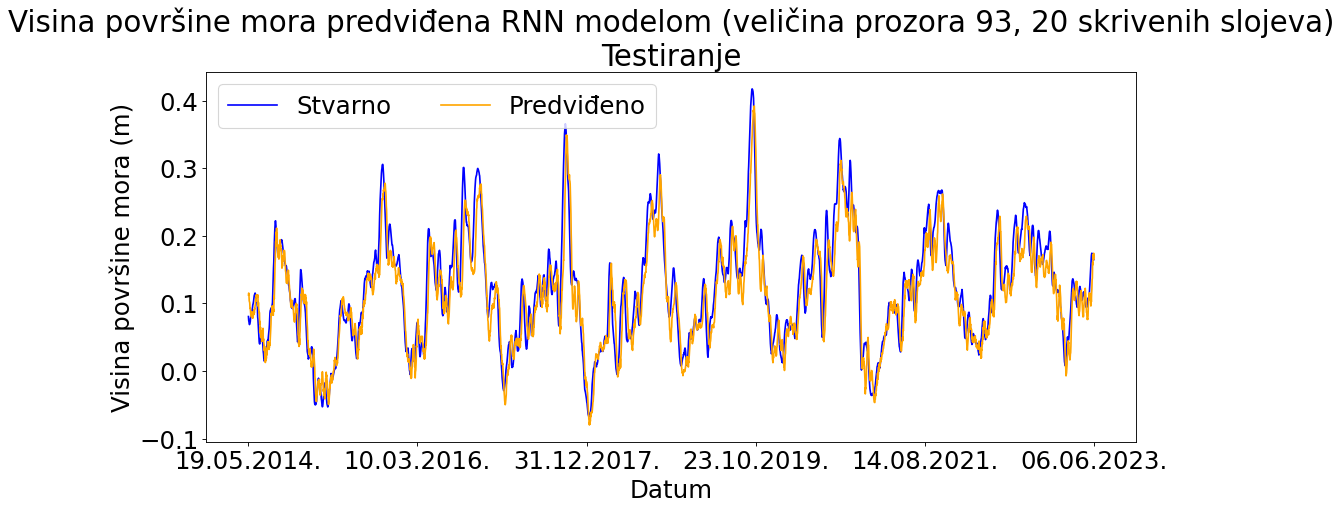 Visina površine mora predviđena RNN modelom (veličina prozora 93, 20 skrivenih slojeva)
Testiranje
Stvarno
Predviđeno
Visina površine mora (m)
0.4
0.3
0.2
0.1
0.0
−0.1
19.05.2014.
10.03.2016.
31.12.2017.
23.10.2019.
14.08.2021.
06.06.2023.
Datum